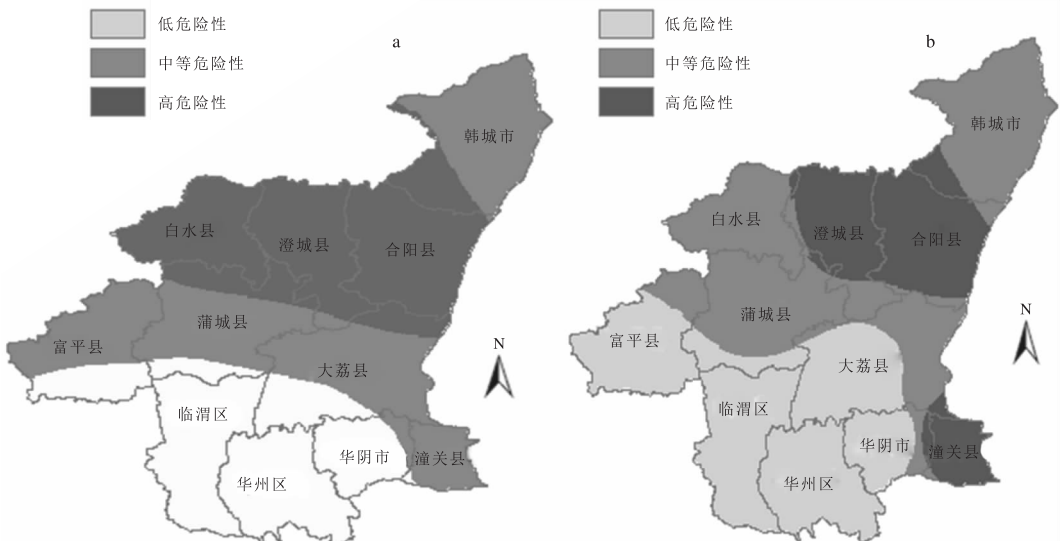 低危险性
中等危险性
高危险性
a
韩城市
白水县
澄城县
合阳县
蒲城县
富平县
大荔县
临渭区
华阴市
潼关县
华州区
N
低危险性
中等危险性
高危险性
b
韩城市
白水县
澄城县
合阳县
蒲城县
富平县
大荔县
临渭区
华阴市
潼关县
华州区
N